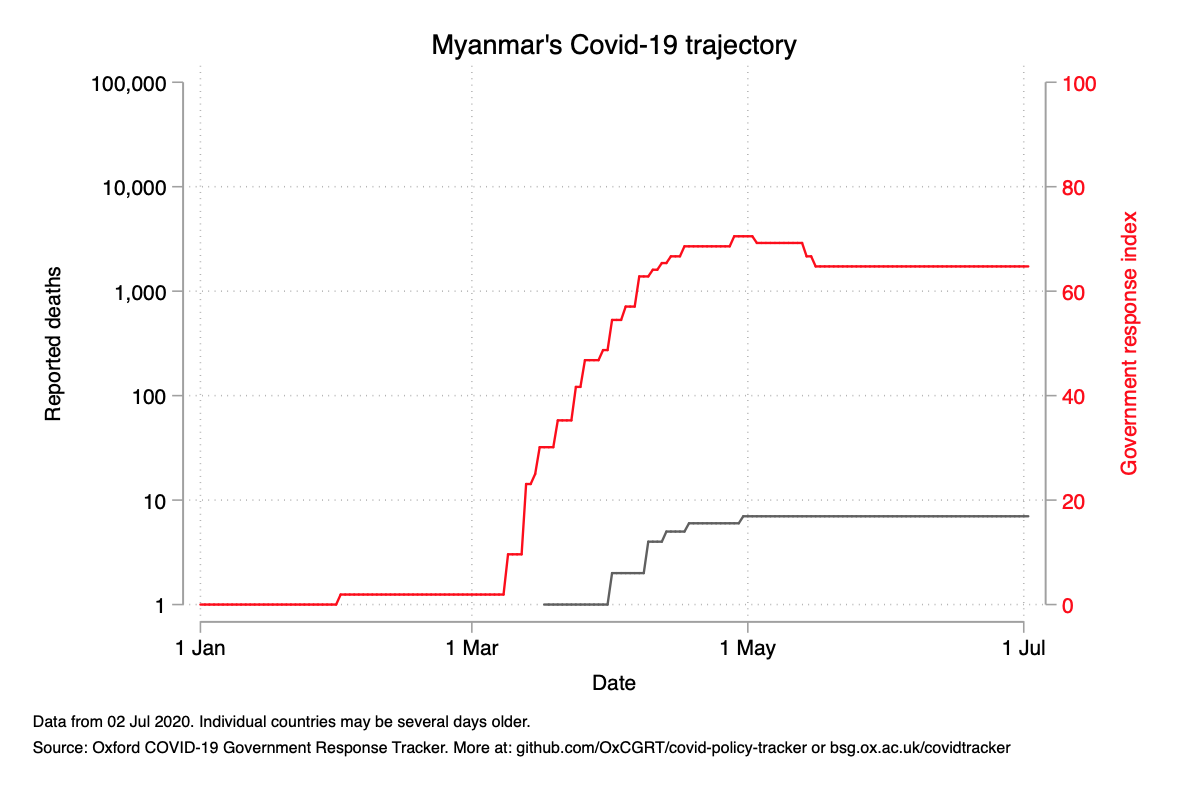 Myanmar's Covid-19 trajectory
100,000
10,000
1,000
100
10
1
Reported deaths
100
80
60
40
20
0
Government response index
1 Jan
1 Mar
1 May
1 Jul
Date
Data from 02 Jul 2020. Individual countries may be several days older.
Source: Oxford COVID-19 Government Response Tracker. More at: github.com/OxCGRT/covid-policy-tracker or bsg.ox.ac.uk/covidtracker